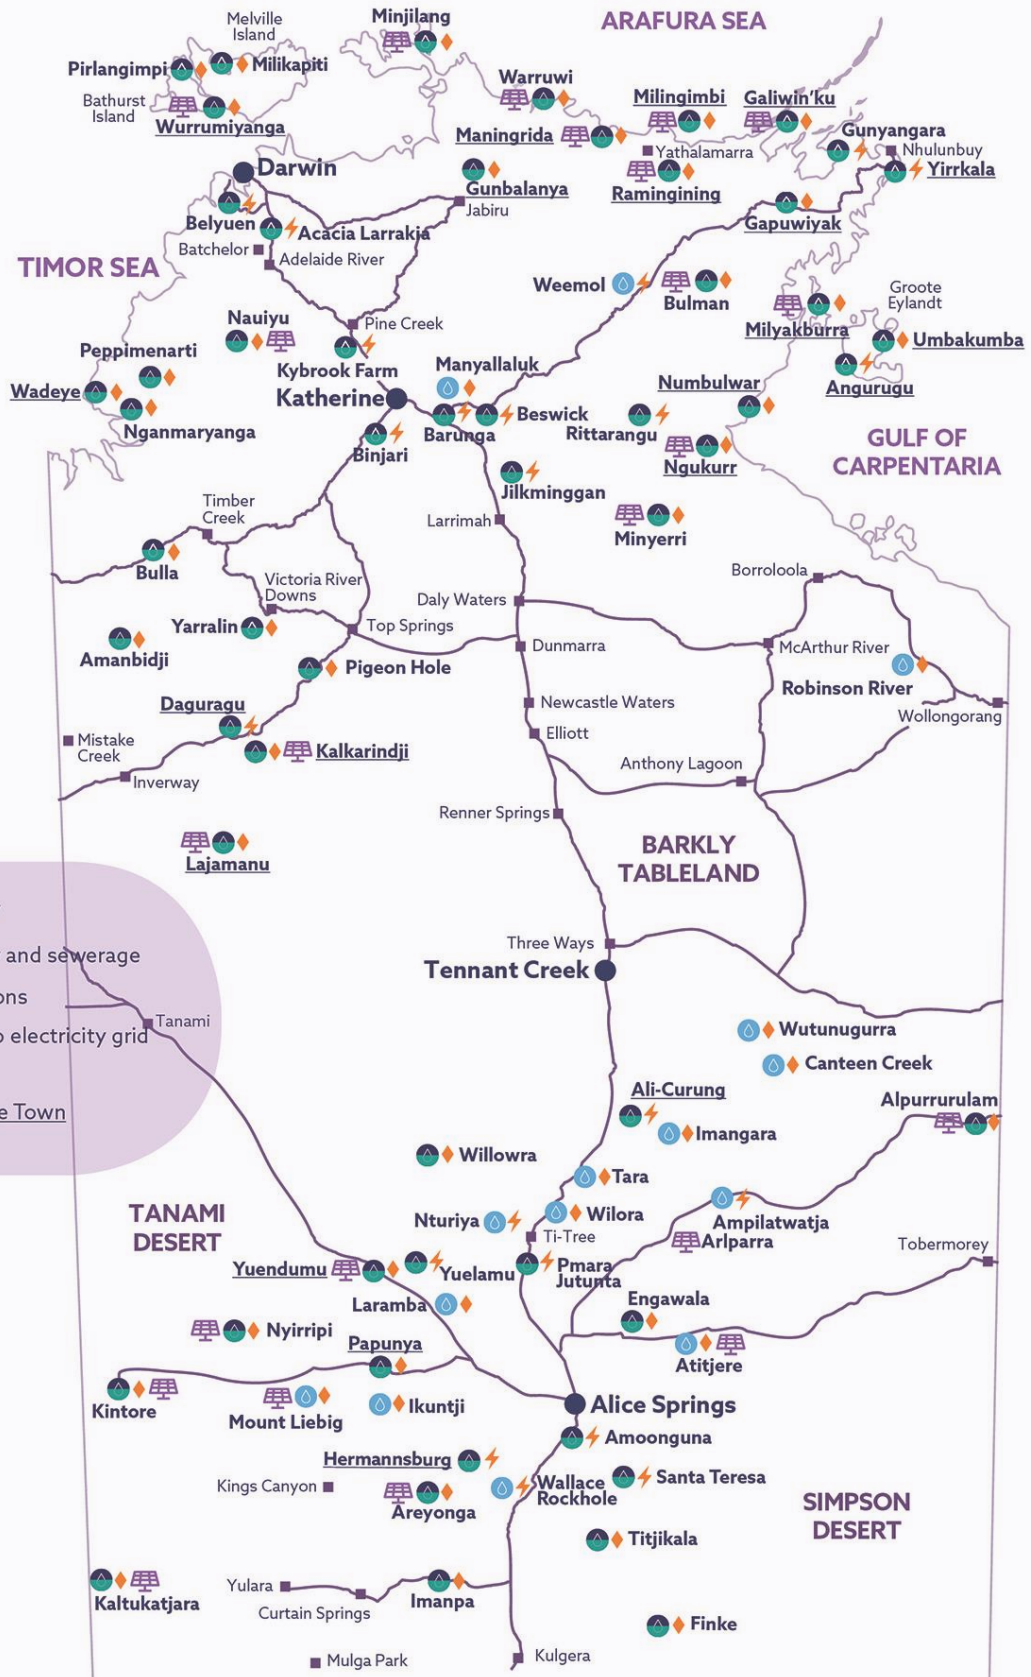 Minjilang
ARAFURA SEA
Melville
Island
Pirlangimpi
Milikapiti
Warruwi
Bathurst
Island
Milingimbi
Galiwin'ku
Wurrumiyanga
Maningrida
Gunyangara
Yathalamarra
Nhulunbuy
Darwin
Yirrkala
Gunbalanya
Ramingining
Jabiru
Belyuen
Gapuwiyak
Acacia Larrakia
Batchelor
Adelaide River
TIMOR SEA
Weemol
Bulman
Groote
Eylandt
Nauiyu
Pine Creek
Milyakburra
Umbakumba
Peppimenarti
Kybrook Farm
Manyallaluk
Wadeye
Numbulwar
Angurugu
Katherine
Beswick
Nganmaryanga
Barunga
Rittarangu
GULF OF
CARPENTARIA
Binjari
Ngukurr
Jilkminggan
Timber
Creek
Larrimah
Minyerri
Bulla
Borroloola
Victoria River
Downs
Daly Waters
Yarralin
Top Springs
Amanbidji
Dunmarra
McArthur River
Pigeon Hole
Robinson River
Daguragu
Newcastle Waters
Wollongorang
Mistake
Creek
Elliott
Kalkarindji
Inverway
Anthony Lagoon
Renner Springs
BARKLY
TABLELAND
Lajamanu
Three Ways
and sewerage
Tennant Creek
ons
Tanami
electricity grid
Wutunugurra
Canteen Creek
Ali-Curung
Alpurrurulam
e Town
Imangara
Willowra
Tara
TANAMI
DESERT
Nturiya
Wilora
Ampilatwatja
Ti-Tree
Arlparra
Tobermorey
Yuendumu
Yuelamu
Pmara
Jutunta
Laramba
Engawala
Nyirripi
Papunya
Atitjere
Kintore
Mount Liebig
Ikuntji
Alice Springs
Amoonguna
Hermannsburg
Kings Canyon
Wallace
Rockhole
Santa Teresa
Areyonga
SIMPSON
DESERT
Titjikala
Kaltukatjara
Yulara
Curtain Springs
Imanpa
Finke
Mulga Park
Kulgera